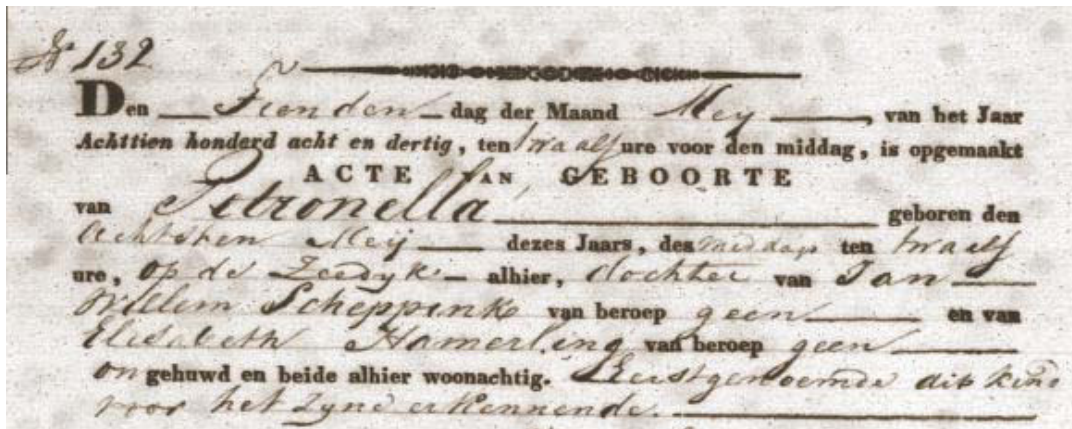 N 132
Den Tienden dag der Maand Mey, van het Jaar
Achttien honderd acht en dertig, ten twaalf ure voor den middag, is opgemaakt
ACTE VAN GEBOORTE
van Petronella geboren den
Achtsten Meij dezes Jaars, des middags ten twaalf
ure, op de Zeedyk alhier, dochter van Jan
Willem Scheppink van beroep geen en van
Elisabeth Hamerling van beroep geen
on gehuwd en beide alhier woonachtig. Eerstgenoemde dit kind
voor het zyne erkennende.